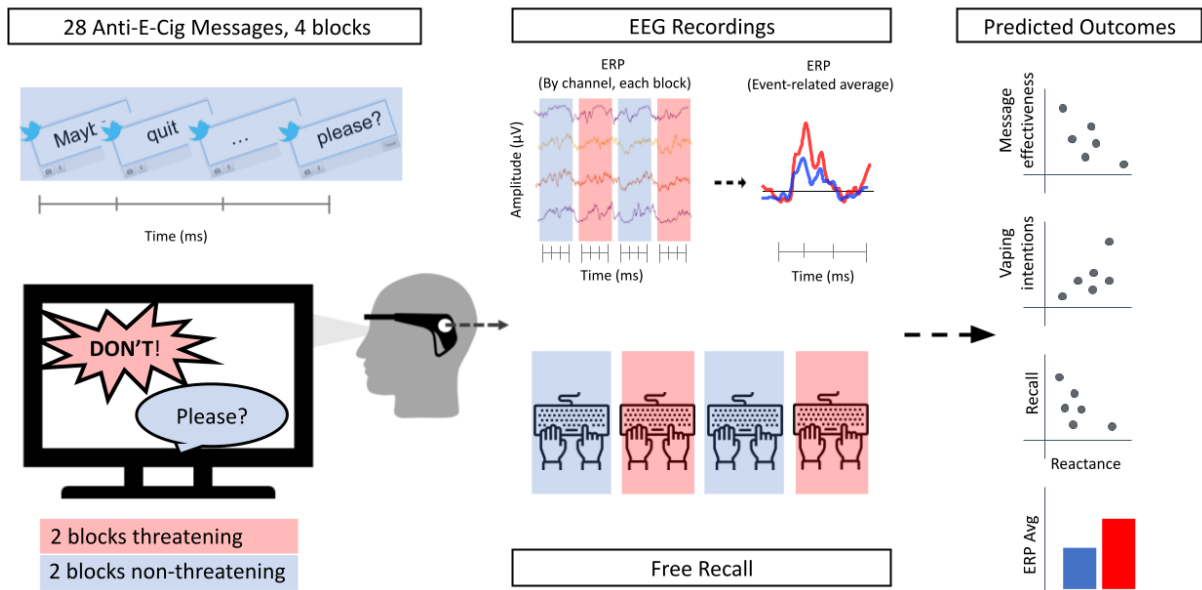 28 Anti-E-Cig Messages, 4 blocks
Mayb
quit
...
please?
Time (ms)
DON'T!
Please?
2 blocks threatening
2 blocks non-threatening
EEG Recordings
ERP
(By channel, each block)
Amplitude (µV)
Time (ms)
ERP
(Event-related average)
Time (ms)
Free Recall
Predicted Outcomes
Message
effectiveness
Vaping
intentions
Recall
Reactance
ERP Avg